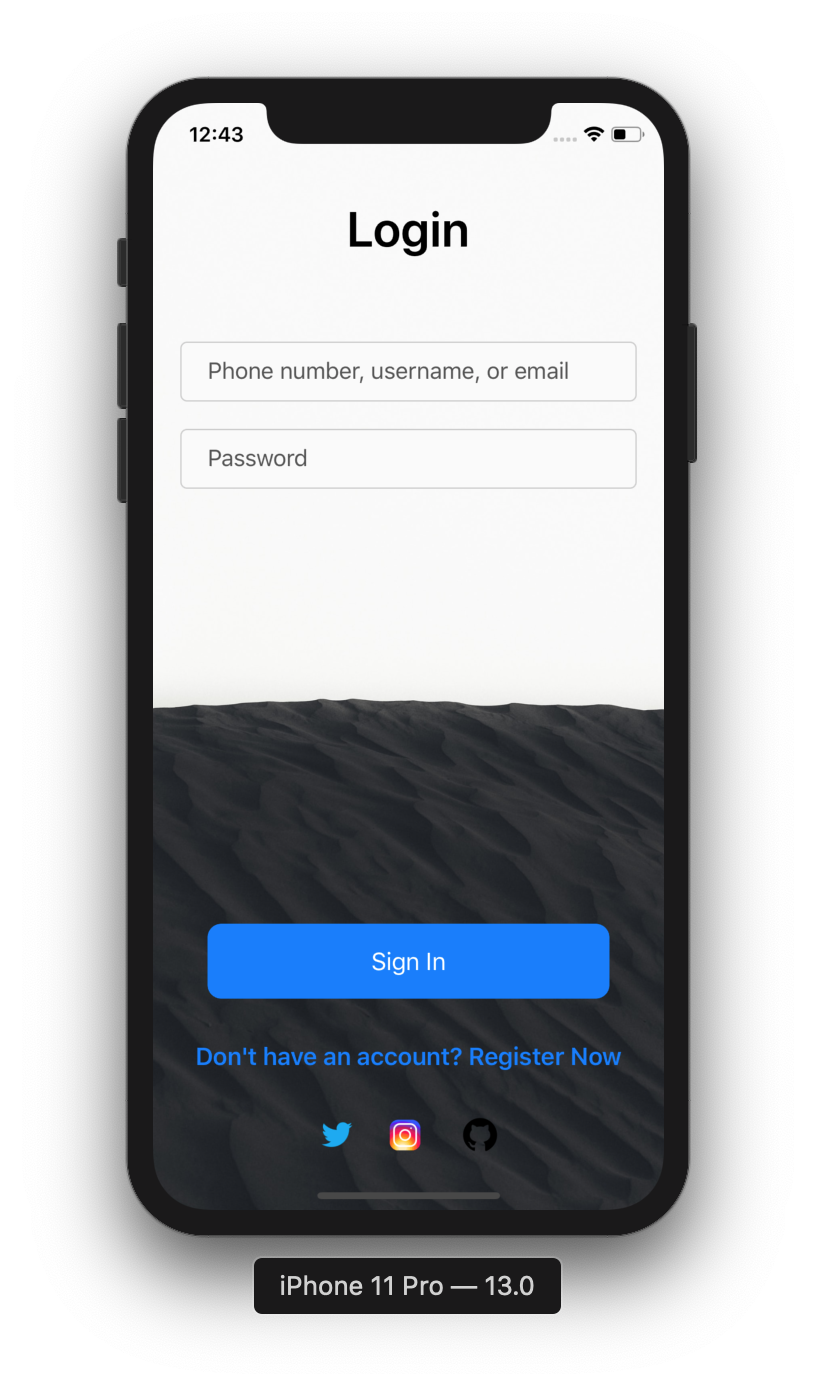 12:43
Login
Phone number, username, or email
Password
Sign In
Don't have an account? Register Now
iPhone 11 Pro — 13.0